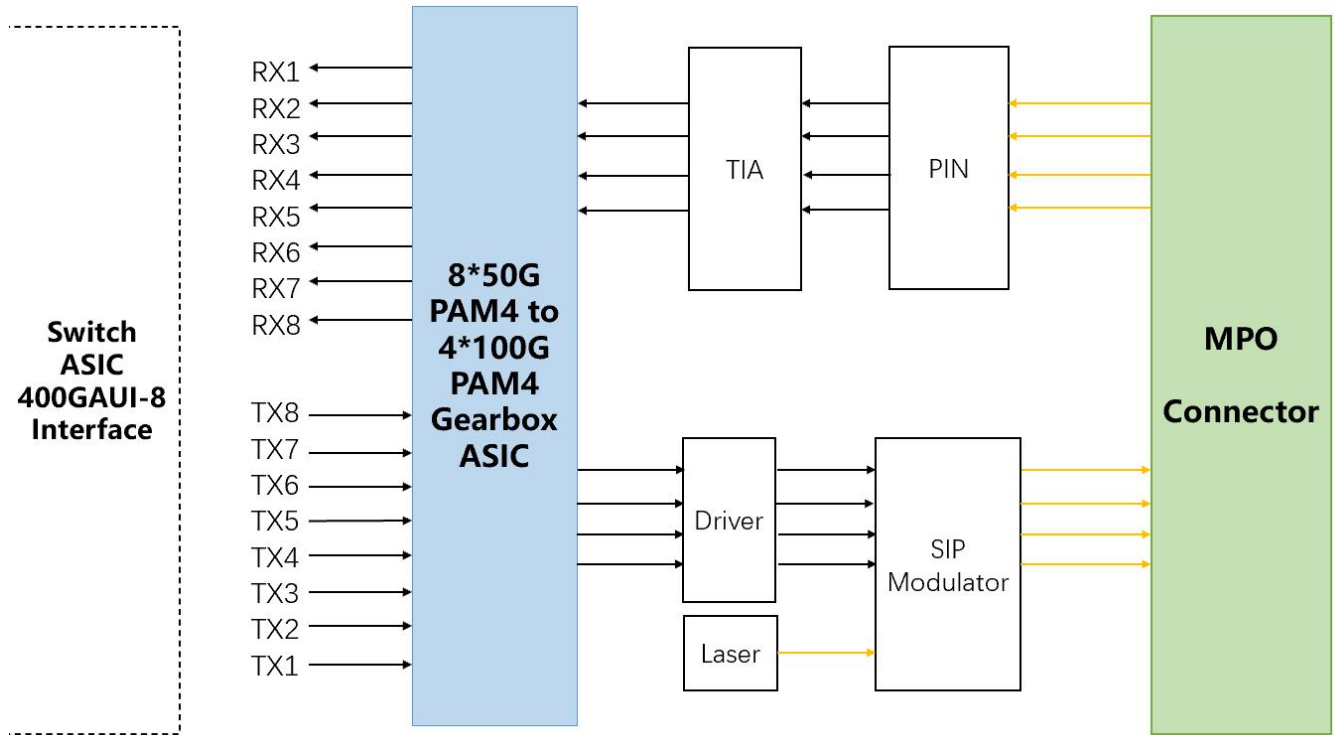 Switch
ASIC
400GAUI-8
Interface
RX1
RX2
RX3
RX4
RX5
RX6
RX7
RX8
TX8
TX7
TX6
TX5
TX4
TX3
TX2
TX1
8*50G
PAM4 to
4*100G
PAM4
Gearbox
ASIC
TIA
PIN
Driver
Laser
SIP
Modulator
MPO
Connector